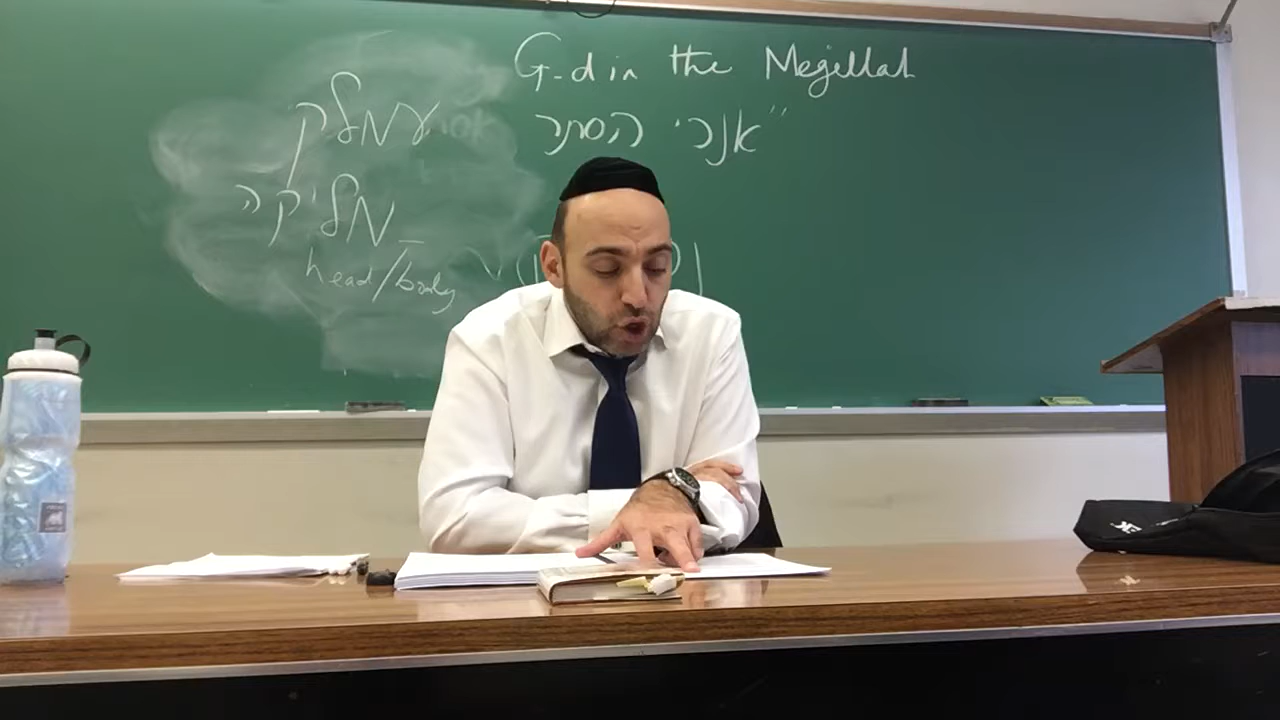 G-d in the Megillah
"אנכי הסתר
עמלק
מליקה
head/body